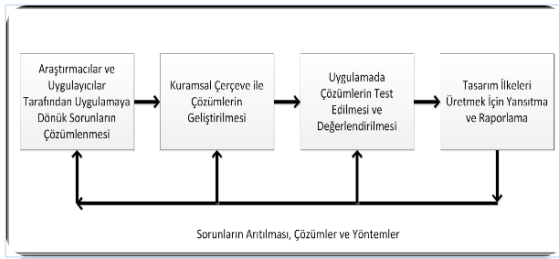 Araştırmacılar ve
Uygulayıcılar
Tarafından Uygulamaya
Dönük Sorunların
Çözümlenmesi
Kuramsal Çerçeve ile
Çözümlerin
Geliştirilmesi
Uygulamada
Çözümlerin Test
Edilmesi ve
Değerlendirilmesi
Tasarım İlkeleri
Üretmek İçin Yansıtma
ve Raporlama
Sorunların Arıtılması, Çözümler ve Yöntemler